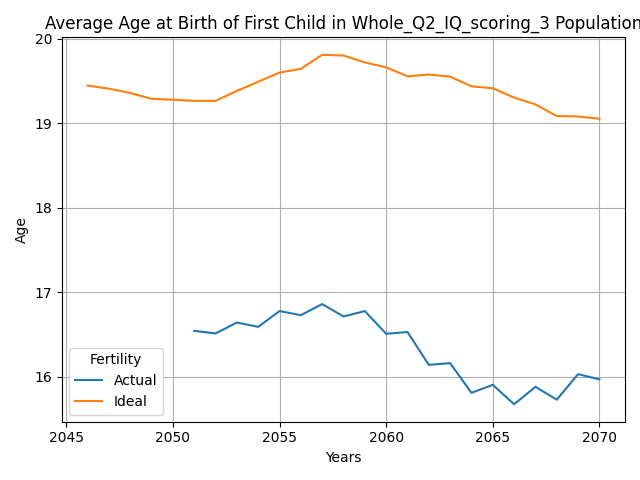 Average Age at Birth of First Child in Whole_Q2_IQ_scoring_3 Population
20
19
18
17
16
Age
Fertility
Actual
Ideal
2045 2050 2055 2060 2065 2070
Years